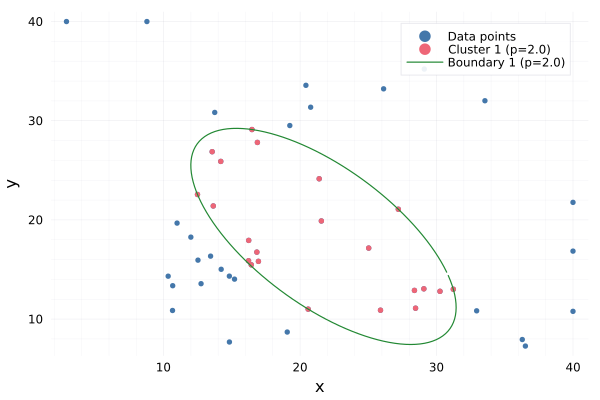 40
30
20
10
y
Data points
Cluster 1 (p=2.0)
Boundary 1 (p=2.0)
10 20 30 40
x